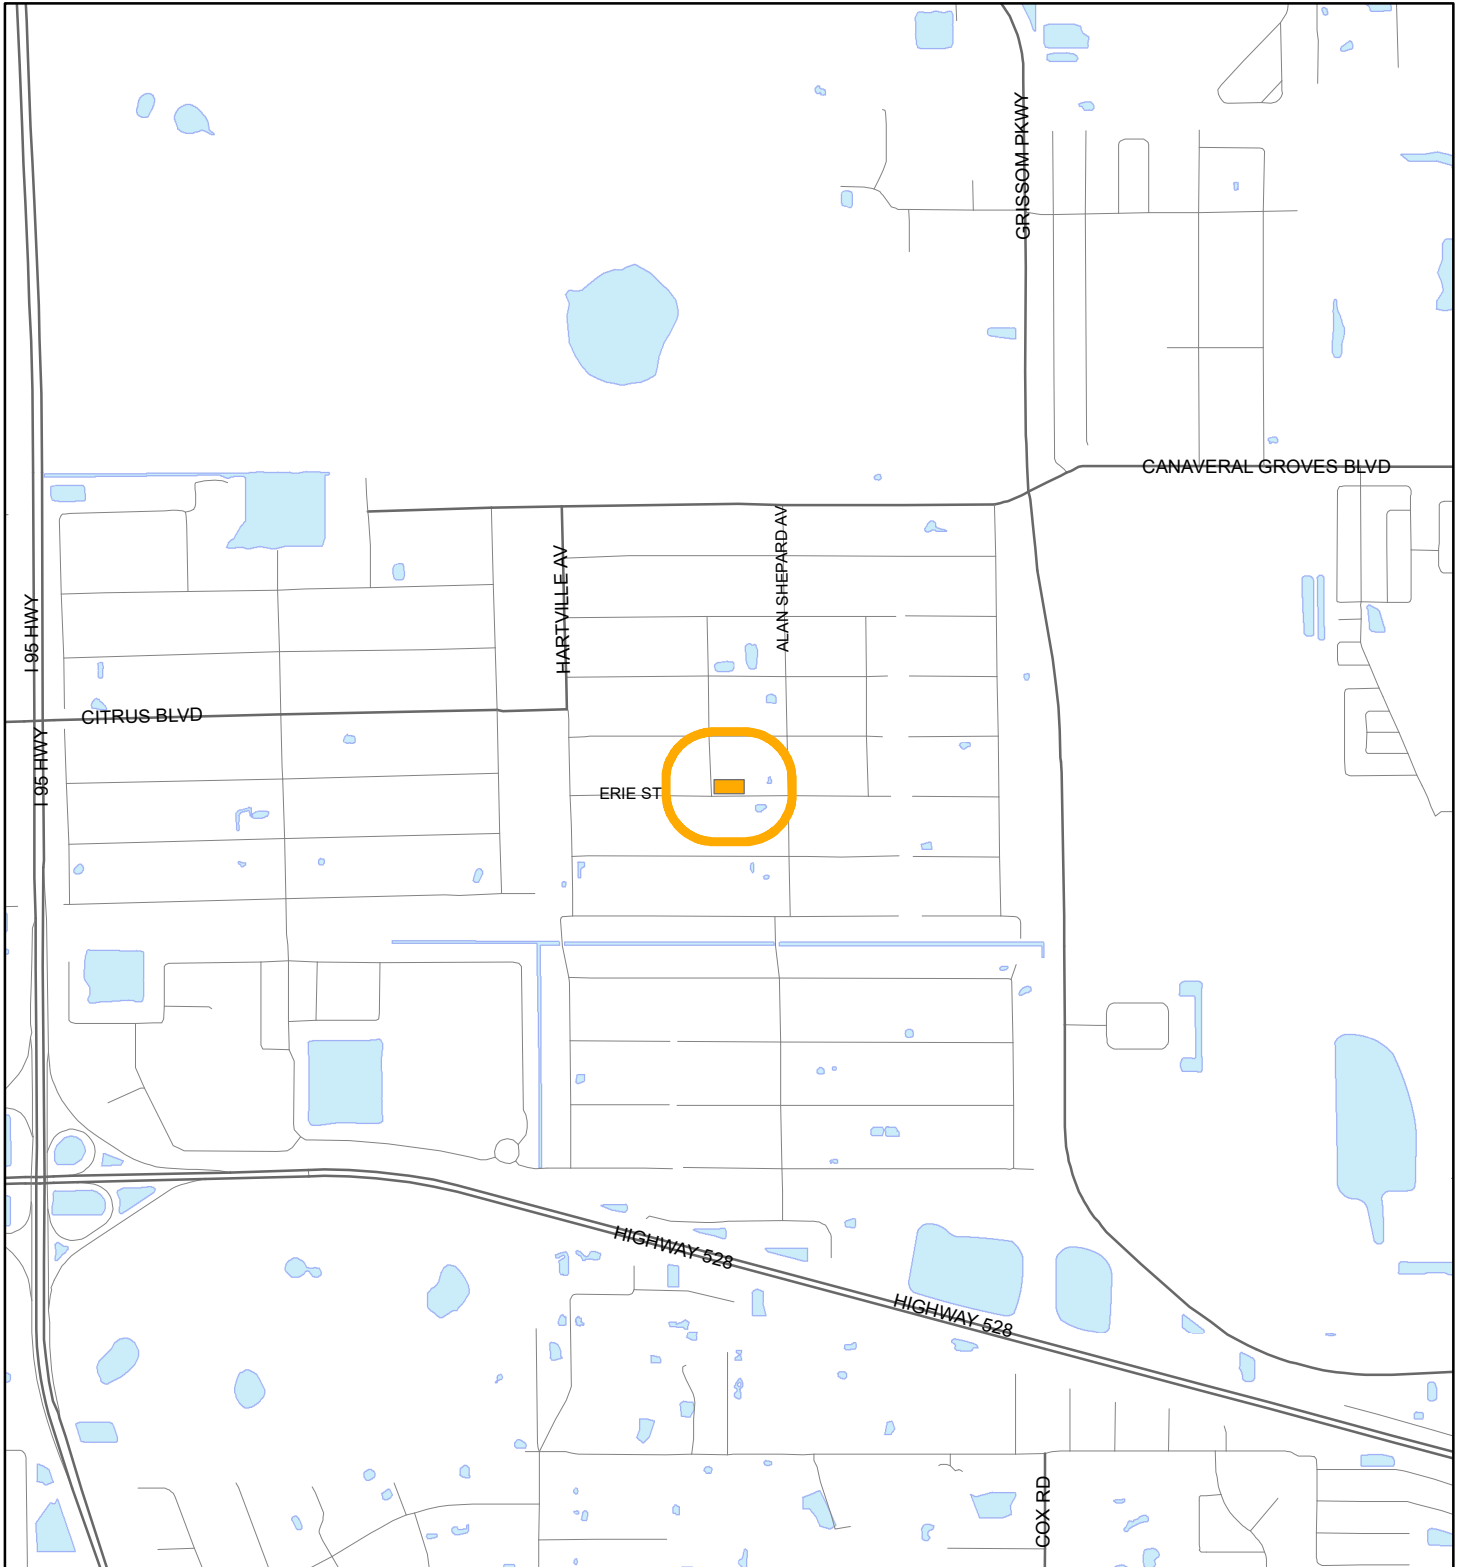 GRISSOM PKWY
CANAVERAL GROVES BLVD
ALAN SHEPARD AV
HARTVILLE AV
I 95 HWY
CITRUS BLVD
I 95 HWY
ERIE ST
HIGHWAY 528
HIGHWAY 528
COX RD